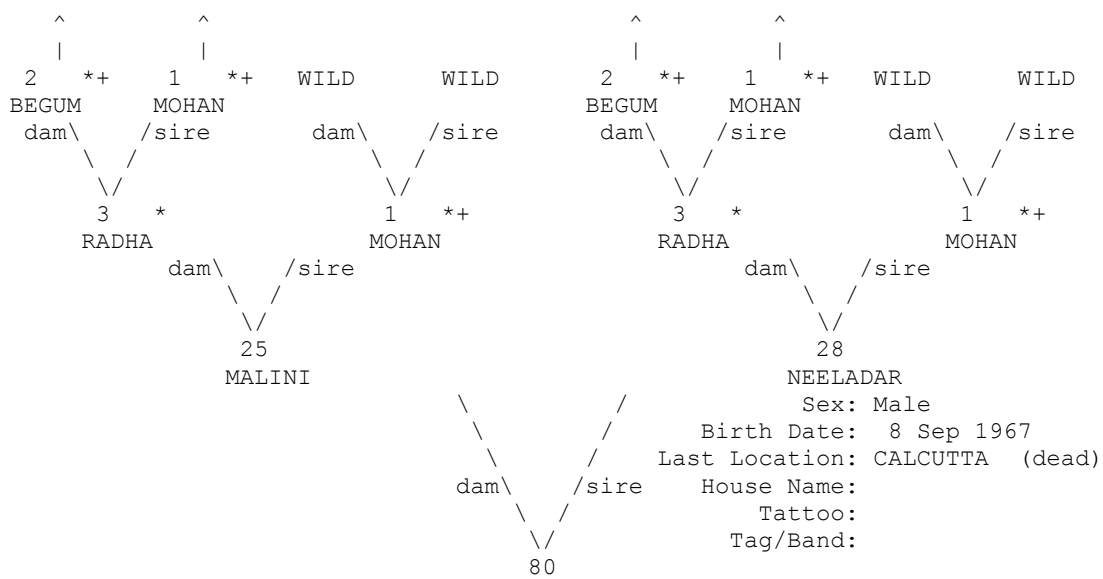 ^ ^ ^ ^
| | | |
2 *+ 1 *+ WILD WILD 2 *+ 1 *+ WILD WILD
BEGUM MOHAN BEGUM MOHAN
dam\ /sire dam\ /sire dam\ /sire dam\ /sire
\ / \ / \ / \ /
\/ \/ \/ \/
3 * 1 *+ 3 * 1 *+
RADHA MOHAN RADHA MOHAN
dam\ /sire dam\ /sire
\ / \ /
\/ \/
25 28
MALINI NEELADAR
\ / Sex: Male
\ / Birth Date: 8 Sep 1967
\ / Last Location: CALCUTTA (dead)
dam\ /sire House Name:
\ / Tattoo:
\/ Tag/Band:
80